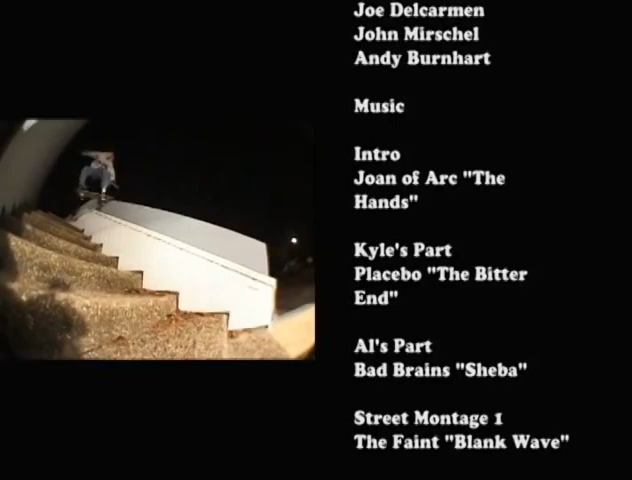 Joe Delcarmen
John Mirschel
Andy Burnhart
Music
Intro
Joan of Arc "The
Hands"
Kyle's Part
Placebo "The Bitter
End"
Al's Part
Bad Brains "Sheba"
Street Montage 1
The Faint "Blank Wave"